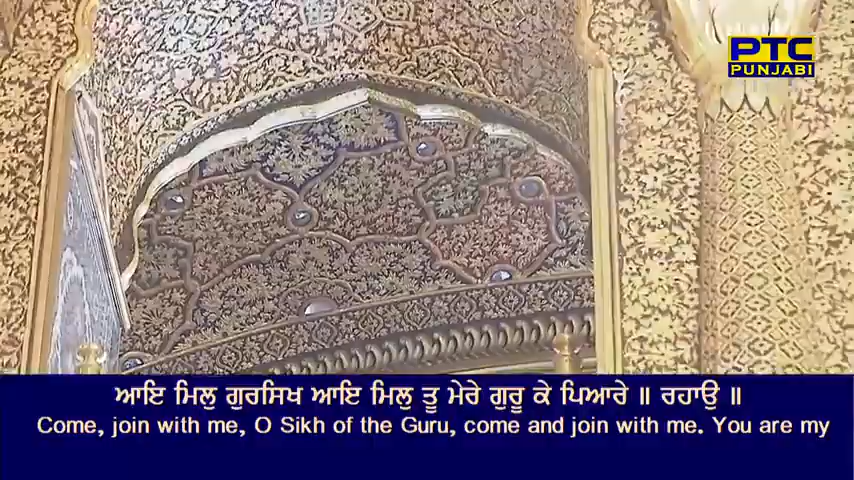 PTC
PUNJABI
ਆਇ ਮਿਲੁ ਗੁਰਸਿਖ ਆਇ ਮਿਲੁ ਤੂ ਮੇਰੇ ਗੁਰੂ ਕੇ ਪਿਆਰੇ ॥ ਰਹਾਉ ॥
Come, join with me, O Sikh of the Guru, come and join with me. You are my